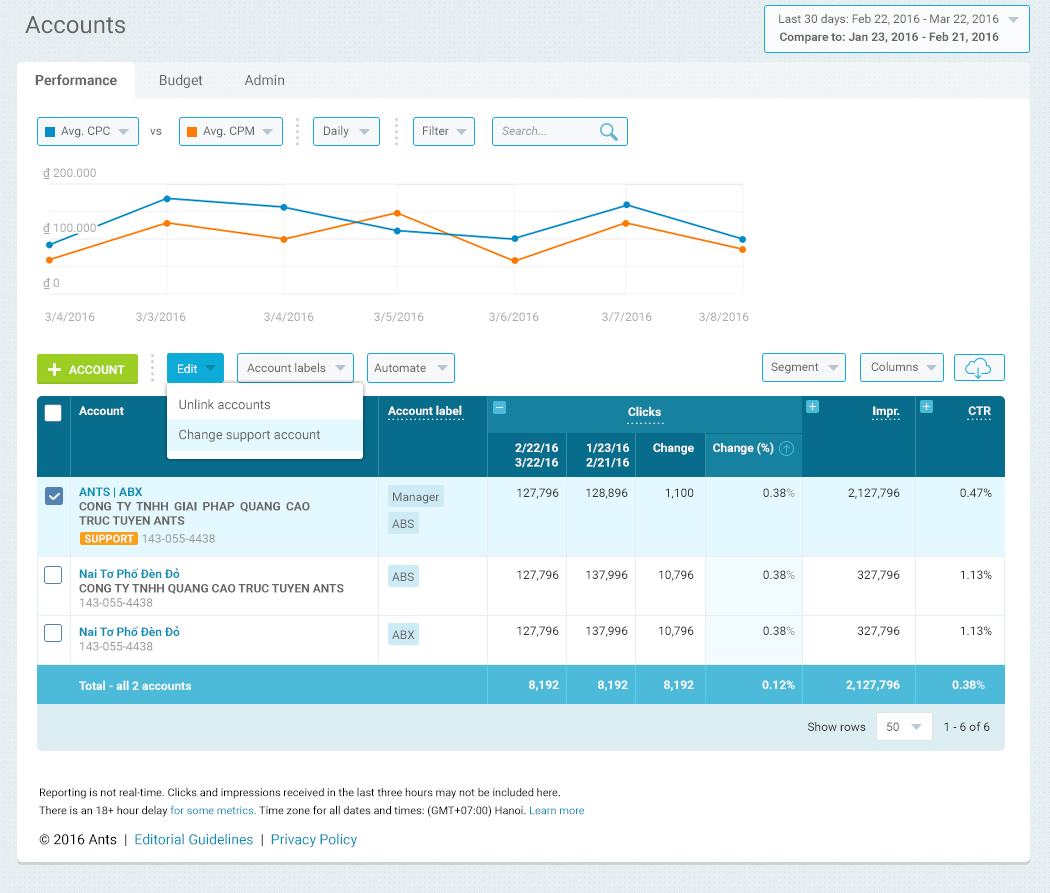 Accounts
Last 30 days: Feb 22, 2016 - Mar 22, 2016
Compare to: Jan 23, 2016 - Feb 21, 2016
Performance Budget Admin
Avg. CPC vs Avg. CPM Daily Filter Search...
₫ 200.000
₫ 100.000
₫ 0
3/4/2016 3/3/2016 3/4/2016 3/5/2016 3/6/2016 3/7/2016 3/8/2016
+ ACCOUNT Edit Account labels Automate Segment Columns
Unlink accounts
Change support account
Account Account label Clicks Impr. CTR
2/22/16 1/23/16 Change Change (%)
3/22/16 2/21/16
ANTS | ABX Manager 127,796 128,896 1,100 0.38% 2,127,796 0.47%
CONG TY TNHH GIAI PHAP QUANG CAO
TRUC TUYEN ANTS ABS
SUPPORT 143-055-4438
Nai Tơ Phố Đèn Đỏ ABS 127,796 137,996 10,796 0.38% 327,796 1.13%
CONG TY TNHH QUANG CAO TRUC TUYEN ANTS
143-055-4438
Nai Tơ Phố Đèn Đỏ ABX 127,796 137,996 10,796 0.38% 327,796 1.13%
143-055-4438
Total - all 2 accounts 8,192 8,192 8,192 0.12% 2,127,796 0.38%
Show rows 50 1 - 6 of 6
Reporting is not real-time. Clicks and impressions received in the last three hours may not be included here.
There is an 18+ hour delay for some metrics. Time zone for all dates and times: (GMT+07:00) Hanoi. Learn more
© 2016 Ants | Editorial Guidelines | Privacy Policy